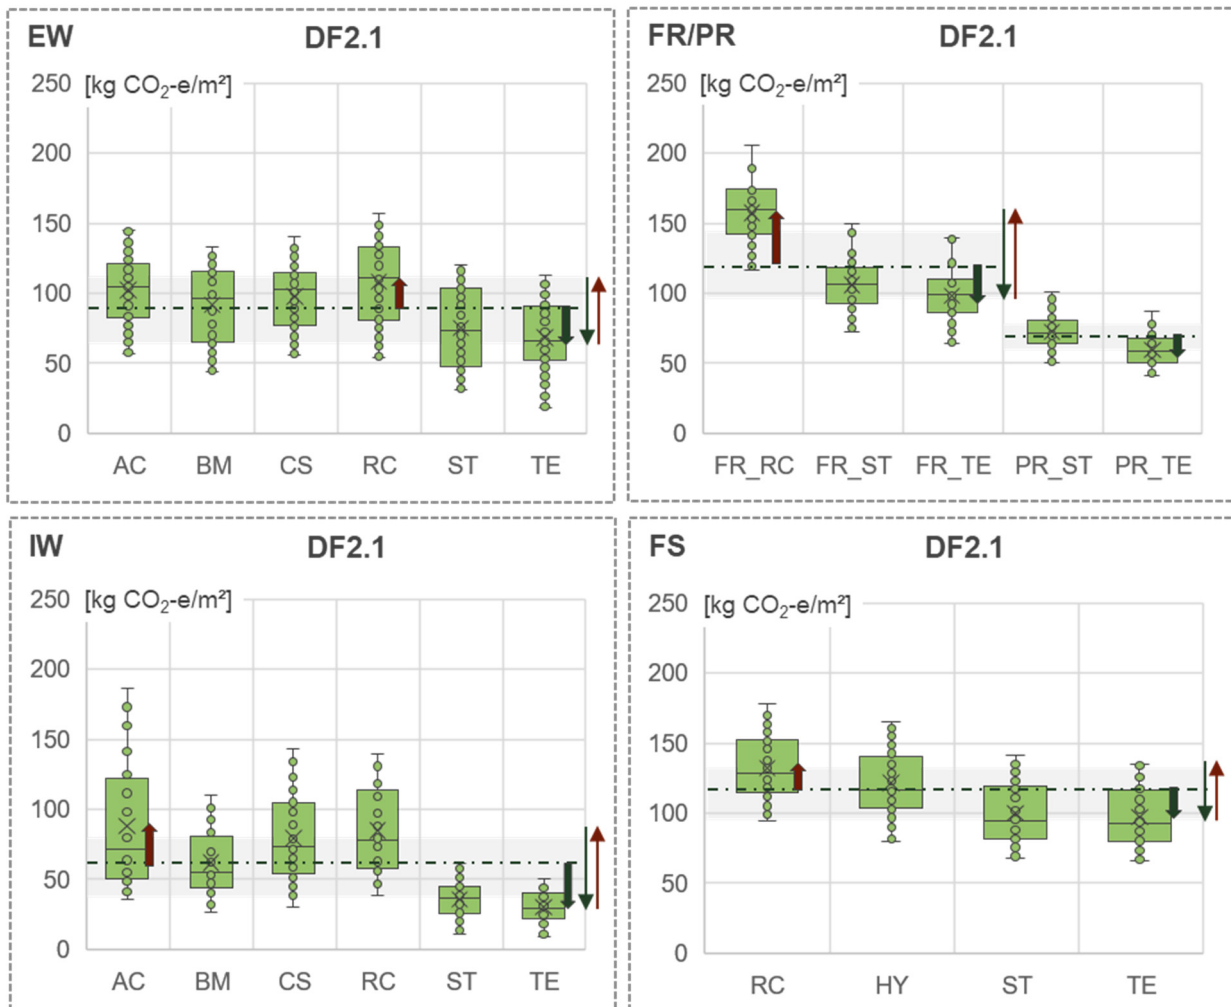 EW DF2.1
[kg CO₂-e/m²]
250
200
150
100
50
0
AC BM CS RC ST TE
FR/PR DF2.1
[kg CO₂-e/m²]
250
200
150
100
50
0
FR_RC FR_ST FR_TE PR_ST PR_TE
IW DF2.1
[kg CO₂-e/m²]
250
200
150
100
50
0
AC BM CS RC ST TE
FS DF2.1
[kg CO₂-e/m²]
250
200
150
100
50
0
RC HY ST TE